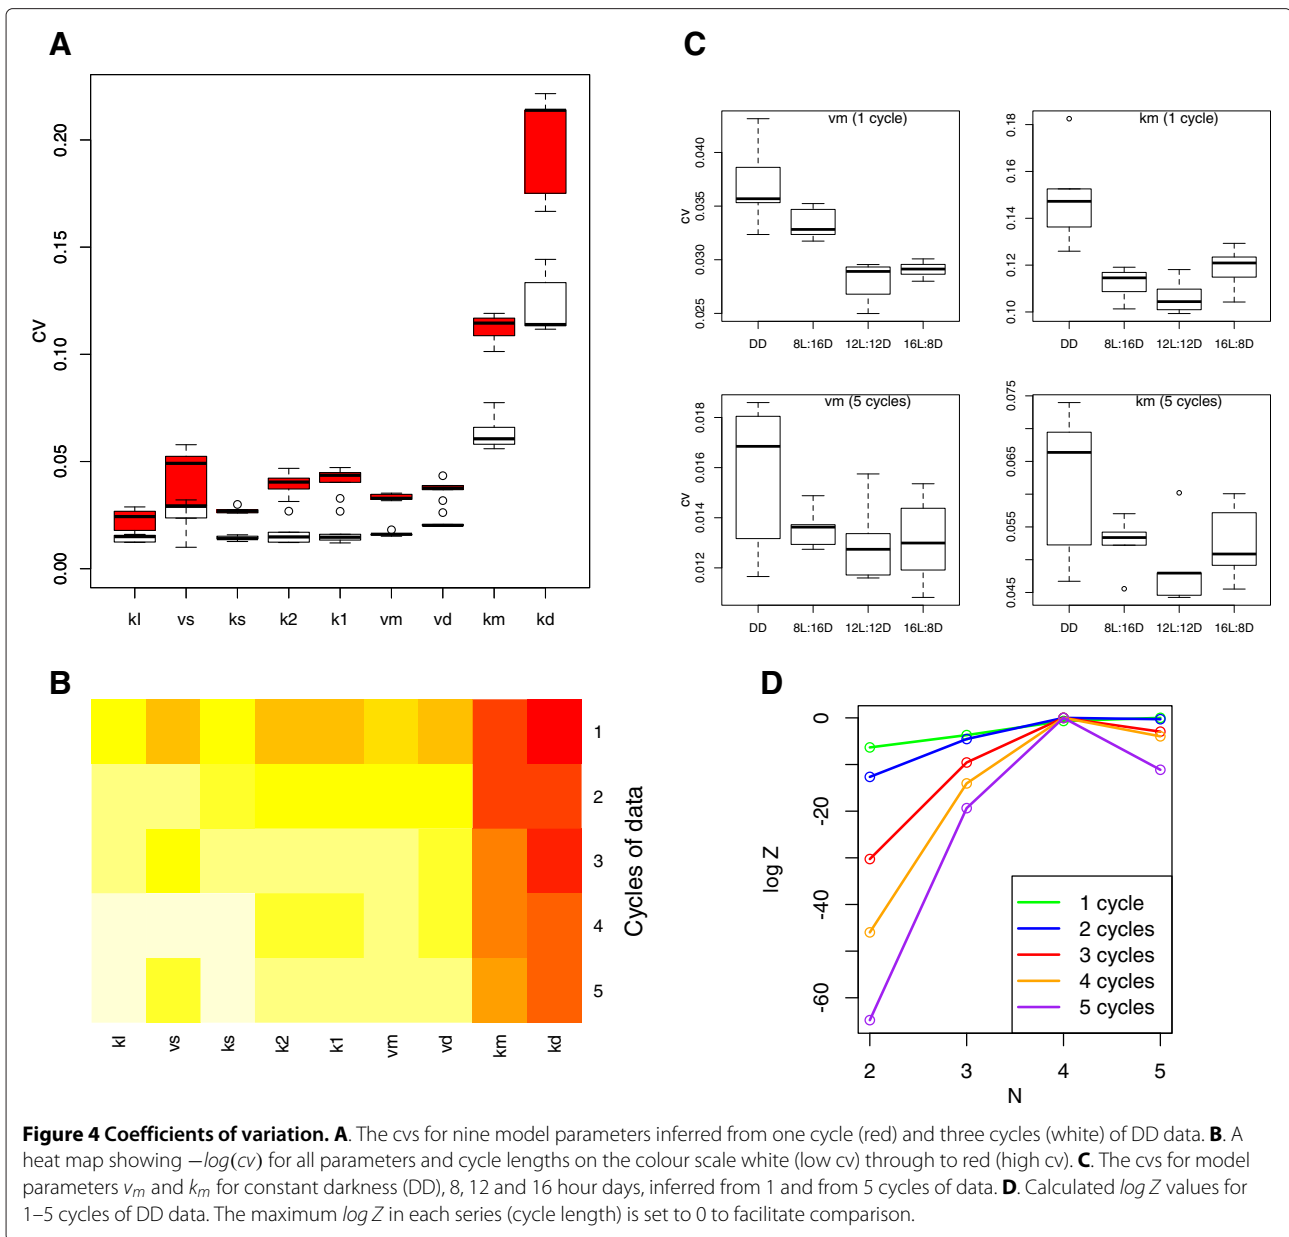 A
0.00
0.05
0.10
0.15
0.20
cv
kl vs ks k2 k1 vm vd km kd
B
1
2
3
4
5
Cycles of data
kl vs ks k2 k1 vm vd km kd
C
vm (1 cycle)
0.025 0.030 0.035 0.040
cv
DD 8L:16D 12L:12D 16L:8D
km (1 cycle)
0.10 0.12 0.14 0.16 0.18
DD 8L:16D 12L:12D 16L:8D
vm (5 cycles)
0.012 0.014 0.016 0.018
cv
DD 8L:16D 12L:12D 16L:8D
km (5 cycles)
0.045 0.055 0.065 0.075
DD 8L:16D 12L:12D 16L:8D
D
0
-20
-40
-60
log Z
1 cycle
2 cycles
3 cycles
4 cycles
5 cycles
2 3 4 5
N
Figure 4 Coefficients of variation. A. The cvs for nine model parameters inferred from one cycle (red) and three cycles (white) of DD data. B. A
heat map showing −log(cv) for all parameters and cycle lengths on the colour scale white (low cv) through to red (high cv). C. The cvs for model
parameters vm and km for constant darkness (DD), 8, 12 and 16 hour days, inferred from 1 and from 5 cycles of data. D. Calculated log Z values for
1–5 cycles of DD data. The maximum log Z in each series (cycle length) is set to 0 to facilitate comparison.